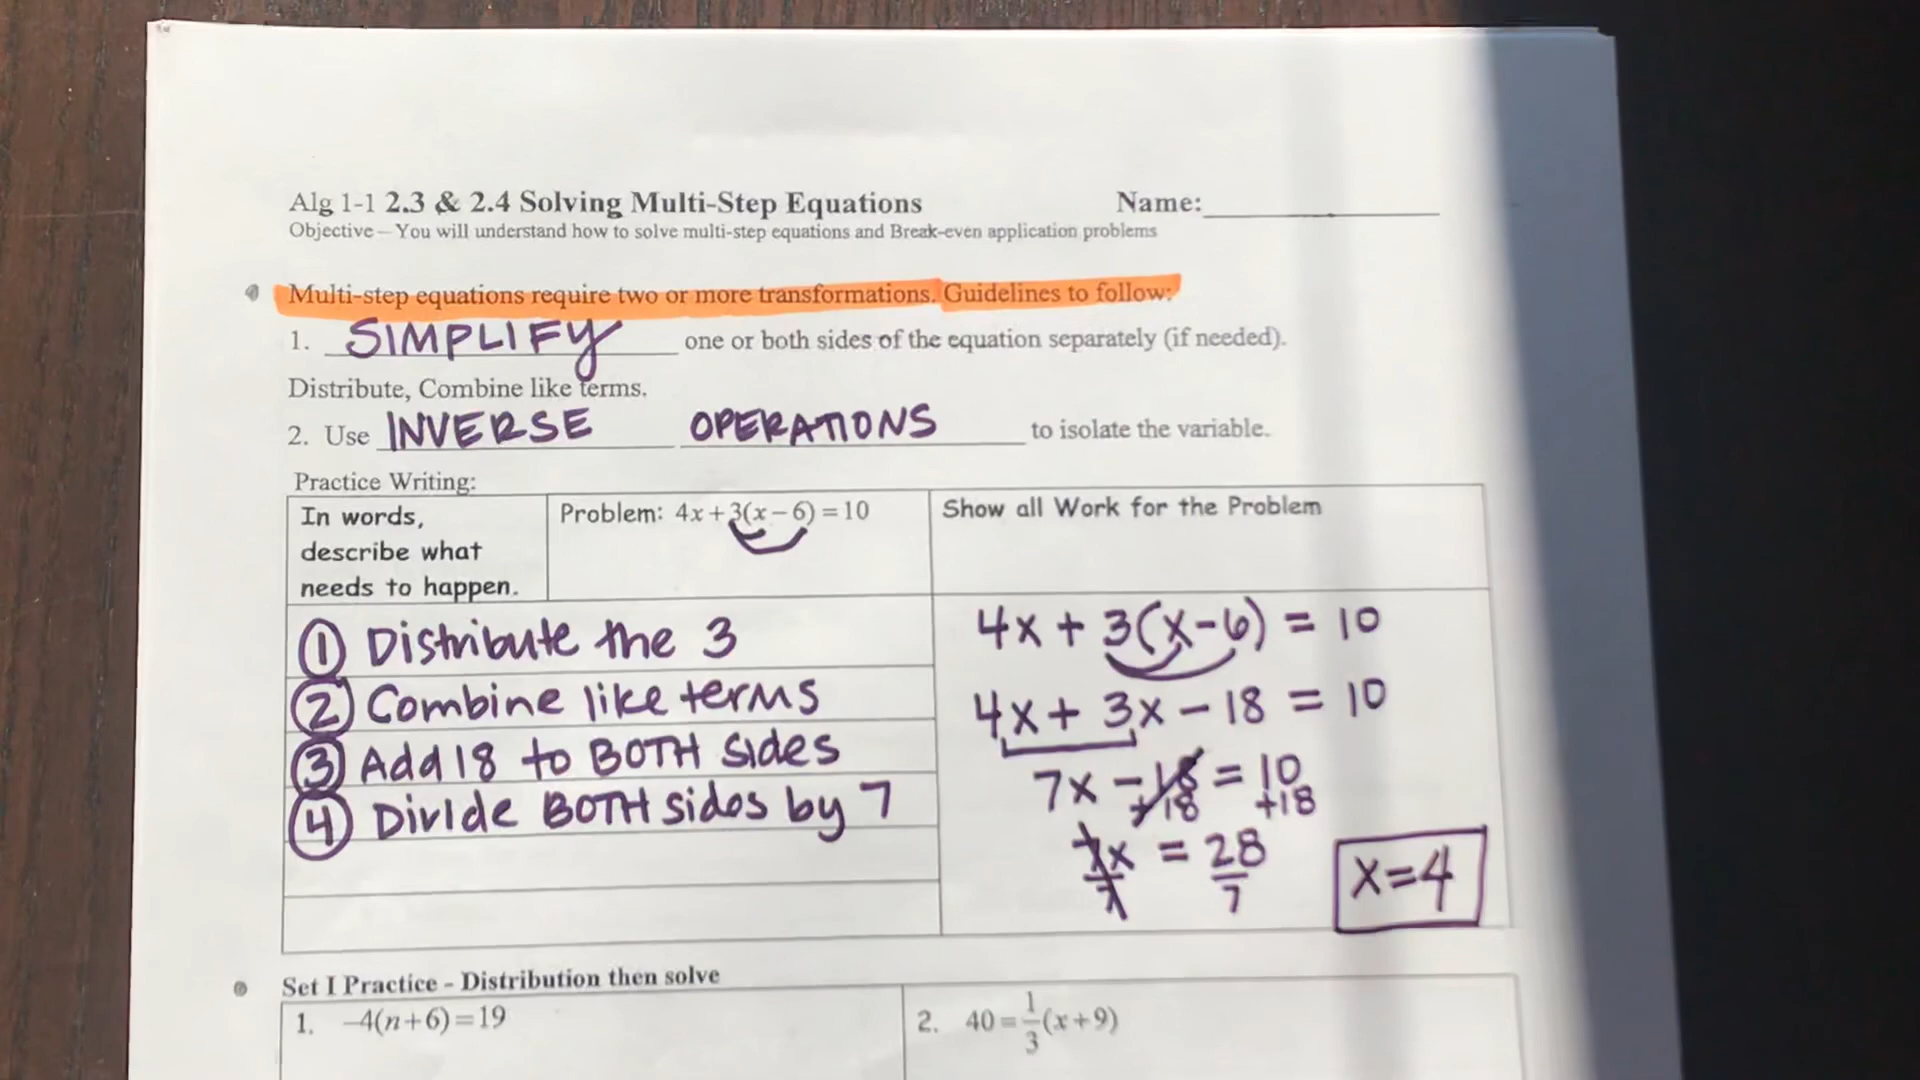 Alg 1-1 2.3 & 2.4 Solving Multi-Step Equations Name:
Objective – You will understand how to solve multi-step equations and Break-even application problems
Multi-step equations require two or more transformations. Guidelines to follow:
1. SIMPLIFY one or both sides of the equation separately (if needed).
Distribute, Combine like terms.
2. Use INVERSE OPERATIONS to isolate the variable.
Practice Writing:
In words,
describe what
needs to happen.
Problem: 4x + 3(x – 6) = 10
Show all Work for the Problem
① Distribute the 3
② Combine like terms
③ Add 18 to BOTH sides
④ Divide BOTH sides by 7
4x + 3(x-6) = 10
4x + 3x - 18 = 10
7x - 18 = 10
+18 +18
7x = 28
7 7
x=4
Set I Practice - Distribution then solve
1. –4(n+6)=19
2. 40=1/3(x+9)